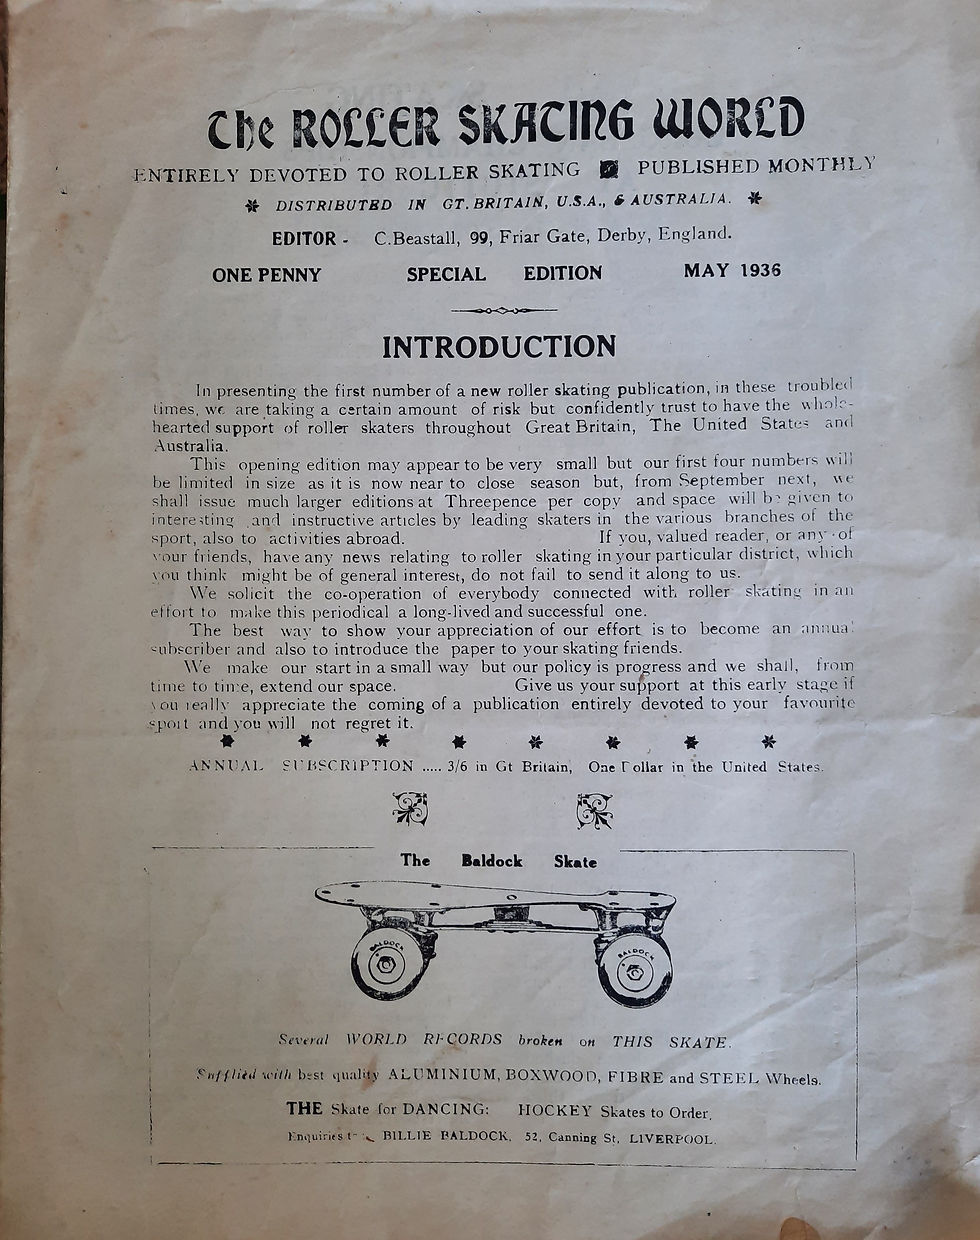 The ROLLER SKATING WORLD
ENTIRELY DEVOTED TO ROLLER SKATING PUBLISHED MONTHLY
* DISTRIBUTED IN GT. BRITAIN, U.S.A., & AUSTRALIA. *
EDITOR - C.Beastall, 99, Friar Gate, Derby, England.
ONE PENNY SPECIAL EDITION MAY 1936
INTRODUCTION
In presenting the first number of a new roller skating publication, in these troubled
times, we are taking a certain amount of risk but confidently trust to have the whole-
hearted support of roller skaters throughout Great Britain, The United States and
Australia.
This opening edition may appear to be very small but our first four numbers will
be limited in size as it is now near to close season but, from September next, we
shall issue much larger editions at Threepence per copy and space will be given to
interesting and instructive articles by leading skaters in the various branches of the
sport, also to activities abroad. If you, valued reader, or any of
your friends, have any news relating to roller skating in your particular district, which
you think might be of general interest, do not fail to send it along to us.
We solicit the co-operation of everybody connected with roller skating in an
effort to make this periodical a long-lived and successful one.
The best way to show your appreciation of our effort is to become an annual
subscriber and also to introduce the paper to your skating friends.
We make our start in a small way but our policy is progress and we shall, from
time to time, extend our space. Give us your support at this early stage if
you really appreciate the coming of a publication entirely devoted to your favourite
sport and you will not regret it.
* * * * * * * *
ANNUAL SUBSCRIPTION ..... 3/6 in Gt Britain, One Dollar in the United States.
The Baldock Skate
BALDOCK BALDOCK
Several WORLD RECORDS broken on THIS SKATE.
Supplied with best quality ALUMINIUM, BOXWOOD, FIBRE and STEEL Wheels.
THE Skate for DANCING: HOCKEY Skates to Order.
Enquiries BILLIE BALDOCK, 52, Canning St, LIVERPOOL.